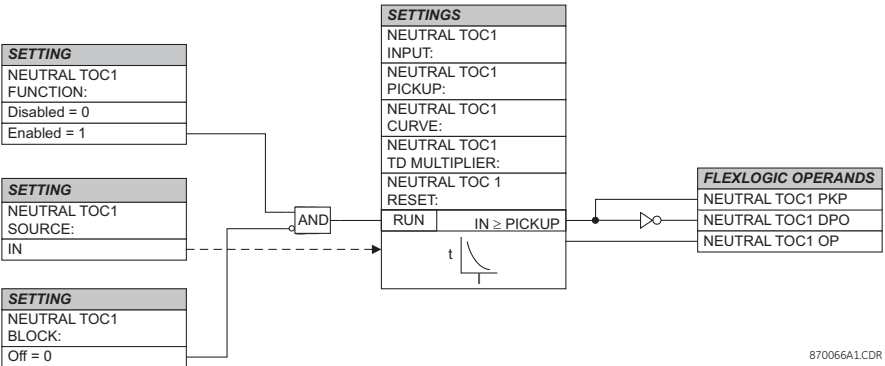 SETTING
NEUTRAL TOC1
FUNCTION:
Disabled = 0
Enabled = 1
SETTING
NEUTRAL TOC1
SOURCE:
IN
SETTING
NEUTRAL TOC1
BLOCK:
Off = 0
AND
SETTINGS
NEUTRAL TOC1
INPUT:
NEUTRAL TOC1
PICKUP:
NEUTRAL TOC1
CURVE:
NEUTRAL TOC1
TD MULTIPLIER:
NEUTRAL TOC 1
RESET:
RUN IN ≥ PICKUP
t
I
FLEXLOGIC OPERANDS
NEUTRAL TOC1 PKP
NEUTRAL TOC1 DPO
NEUTRAL TOC1 OP
870066A1.CDR